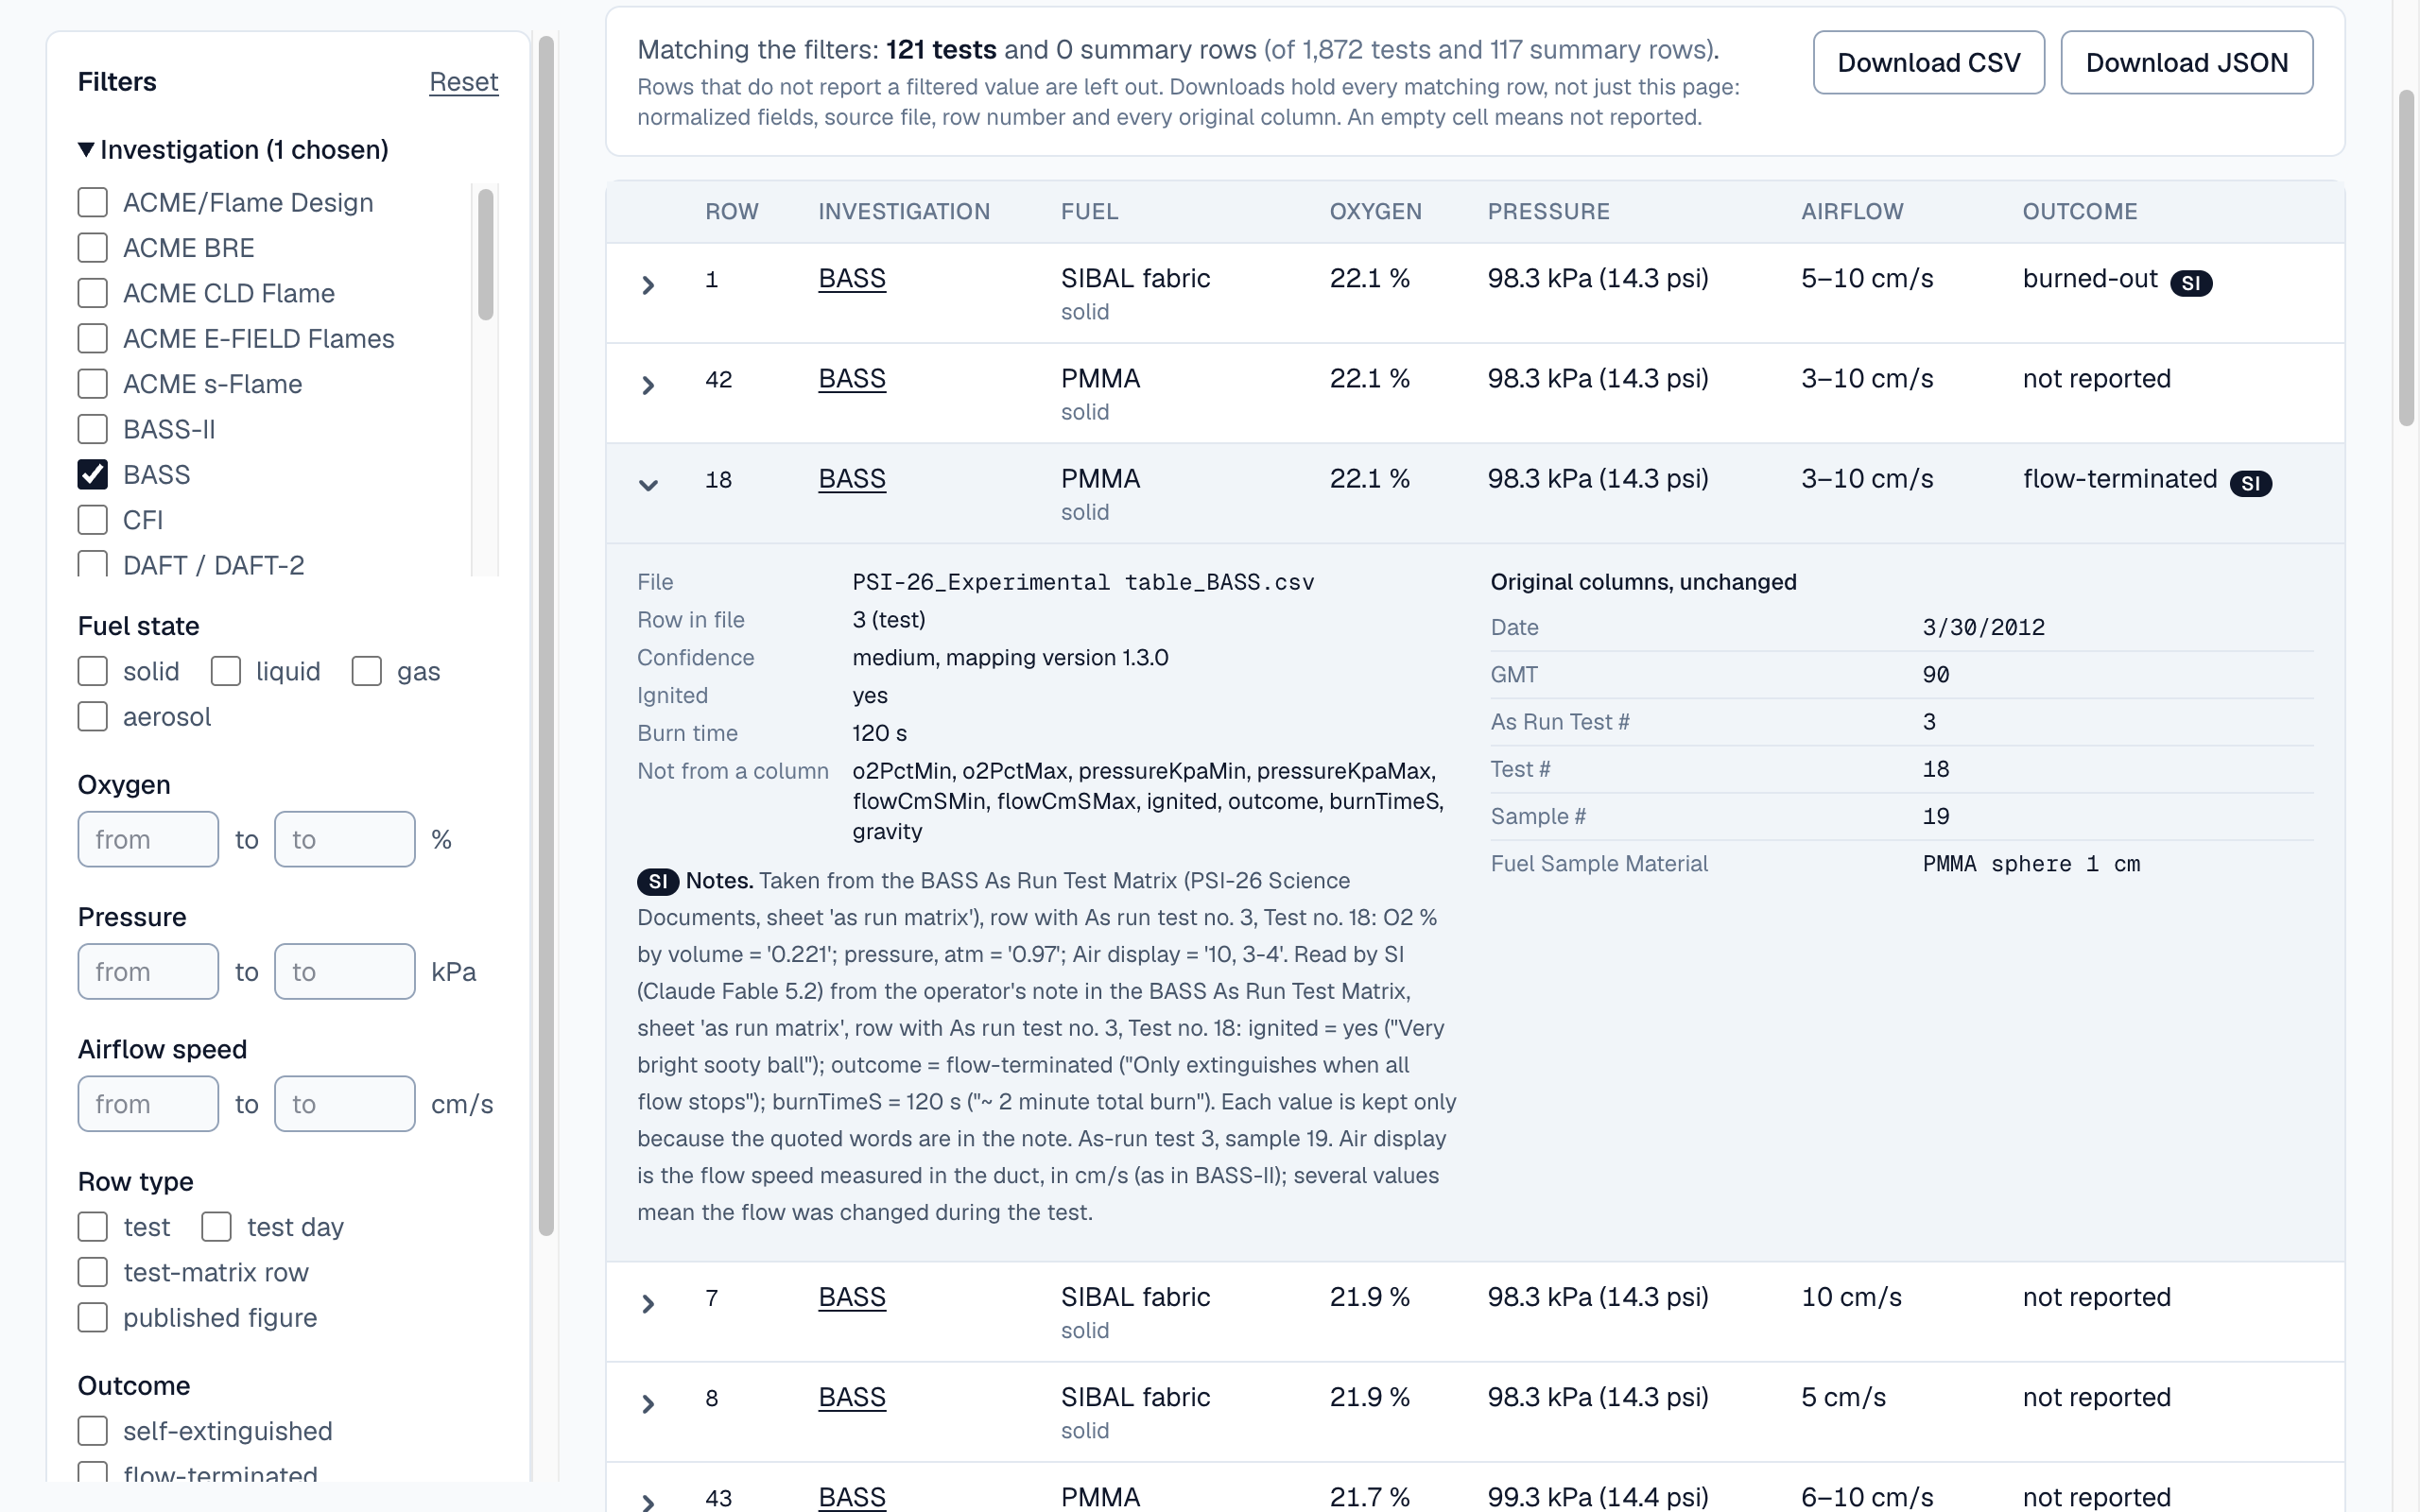 Filters
Reset
Investigation (1 chosen)
ACME/Flame Design
ACME BRE
ACME CLD Flame
ACME E-FIELD Flames
ACME s-Flame
BASS-II
BASS
CFI
DAFT / DAFT-2
Fuel state
solid liquid gas
aerosol
Oxygen
from to to %
Pressure
from to to kPa
Airflow speed
from to to cm/s
Row type
test test day
test-matrix row
published figure
Outcome
self-extinguished
flow-terminated
Matching the filters: 121 tests and 0 summary rows (of 1,872 tests and 117 summary rows).
Rows that do not report a filtered value are left out. Downloads hold every matching row, not just this page:
normalized fields, source file, row number and every original column. An empty cell means not reported.
Download CSV Download JSON
ROW INVESTIGATION FUEL OXYGEN PRESSURE AIRFLOW OUTCOME
1 BASS SIBAL fabric 22.1 % 98.3 kPa (14.3 psi) 5–10 cm/s burned-out SI
solid
42 BASS PMMA 22.1 % 98.3 kPa (14.3 psi) 3–10 cm/s not reported
solid
18 BASS PMMA 22.1 % 98.3 kPa (14.3 psi) 3–10 cm/s flow-terminated SI
solid
File PSI-26_Experimental table_BASS.csv
Row in file 3 (test)
Confidence medium, mapping version 1.3.0
Ignited yes
Burn time 120 s
Not from a column o2PctMin, o2PctMax, pressureKpaMin, pressureKpaMax,
flowCmSMin, flowCmSMax, ignited, outcome, burnTimeS,
gravity
SI Notes. Taken from the BASS As Run Test Matrix (PSI-26 Science
Documents, sheet 'as run matrix'), row with As run test no. 3, Test no. 18: O2 %
by volume = '0.221'; pressure, atm = '0.97'; Air display = '10, 3-4'. Read by SI
(Claude Fable 5.2) from the operator's note in the BASS As Run Test Matrix,
sheet 'as run matrix', row with As run test no. 3, Test no. 18: ignited = yes ("Very
bright sooty ball"); outcome = flow-terminated ("Only extinguishes when all
flow stops"); burnTimeS = 120 s ("~ 2 minute total burn"). Each value is kept only
because the quoted words are in the note. As-run test 3, sample 19. Air display
is the flow speed measured in the duct, in cm/s (as in BASS-II); several values
mean the flow was changed during the test.
Original columns, unchanged
Date 3/30/2012
GMT 90
As Run Test # 3
Test # 18
Sample # 19
Fuel Sample Material PMMA sphere 1 cm
7 BASS SIBAL fabric 21.9 % 98.3 kPa (14.3 psi) 10 cm/s not reported
solid
8 BASS SIBAL fabric 21.9 % 98.3 kPa (14.3 psi) 5 cm/s not reported
solid
43 BASS PMMA 21.7 % 99.3 kPa (14.4 psi) 6–10 cm/s not reported